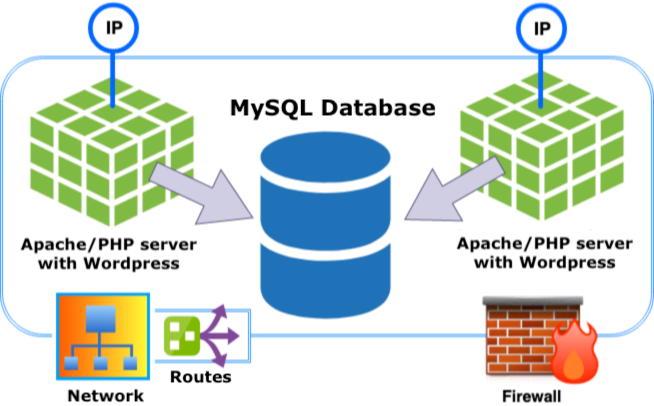 IP
IP
MySQL Database
Apache/PHP server
with Wordpress
Apache/PHP server
with Wordpress
Routes
Network
Firewall